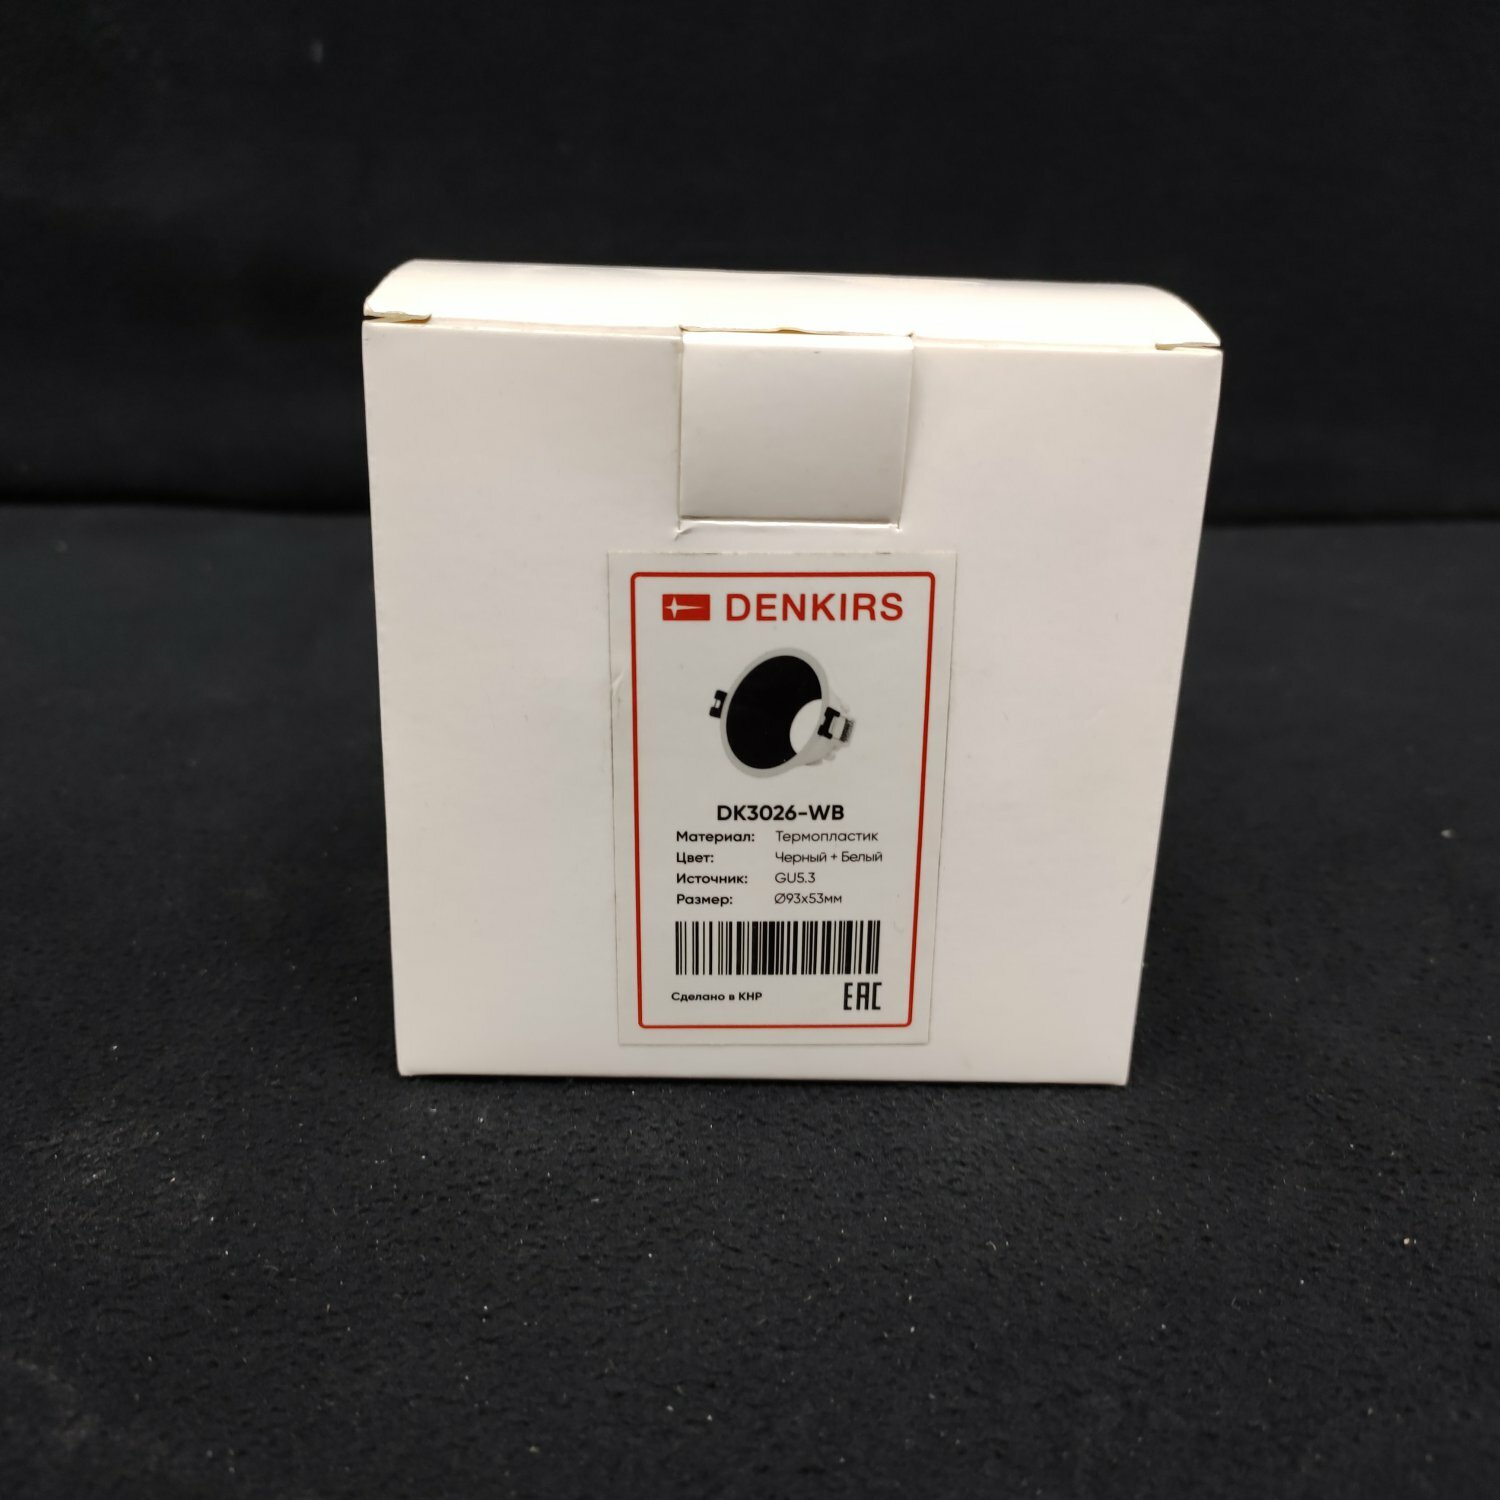 DENKIRS
DK3026-WB
Материал: Термопластик
Цвет: Черный + Белый
Источник: GU5.3
Размер: Ø93x53мм
Сделано в КНР
EAC